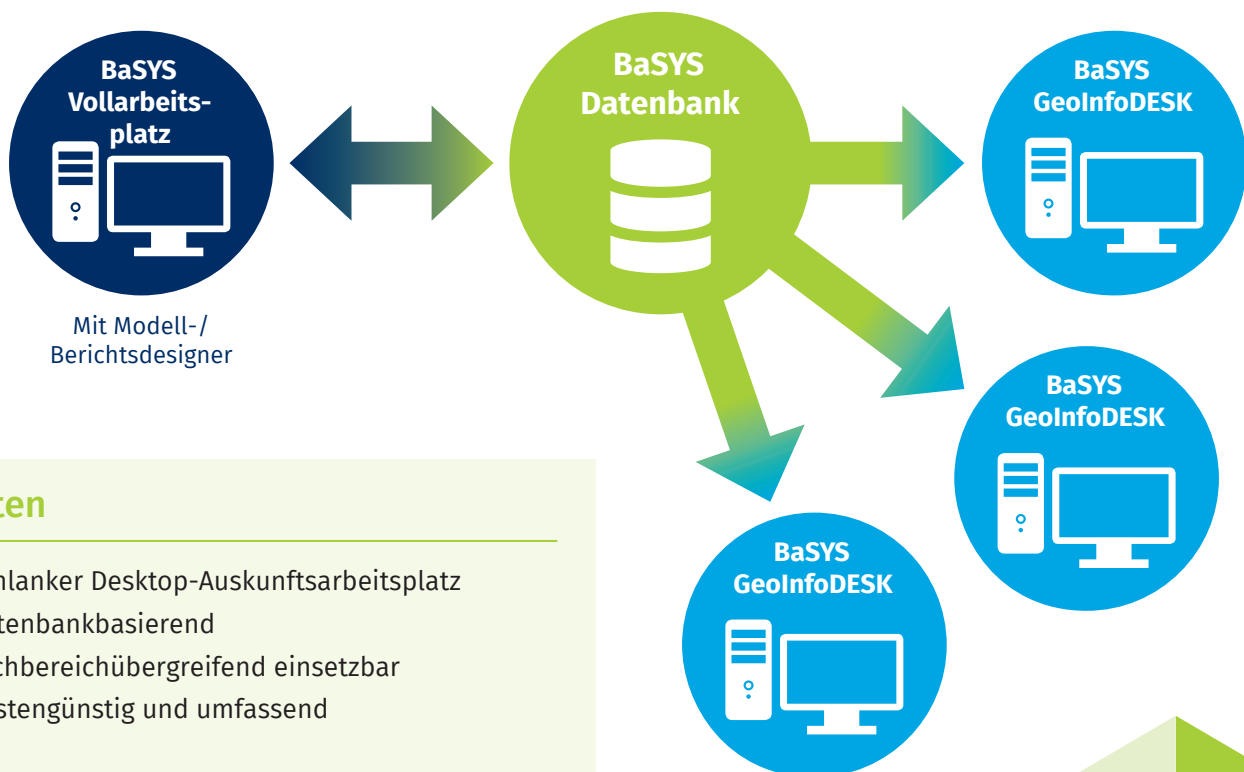 BaSYS
Vollarbeits-
platz
Mit Modell-/
Berichtsdesigner
BaSYS
Datenbank
BaSYS
GeoInfoDESK
BaSYS
GeoInfoDESK
BaSYS
GeoInfoDESK
ten
nlanker Desktop-Auskunftsarbeitsplatz
tenbankbasierend
chbereichübergreifend einsetzbar
stengünstig und umfassend